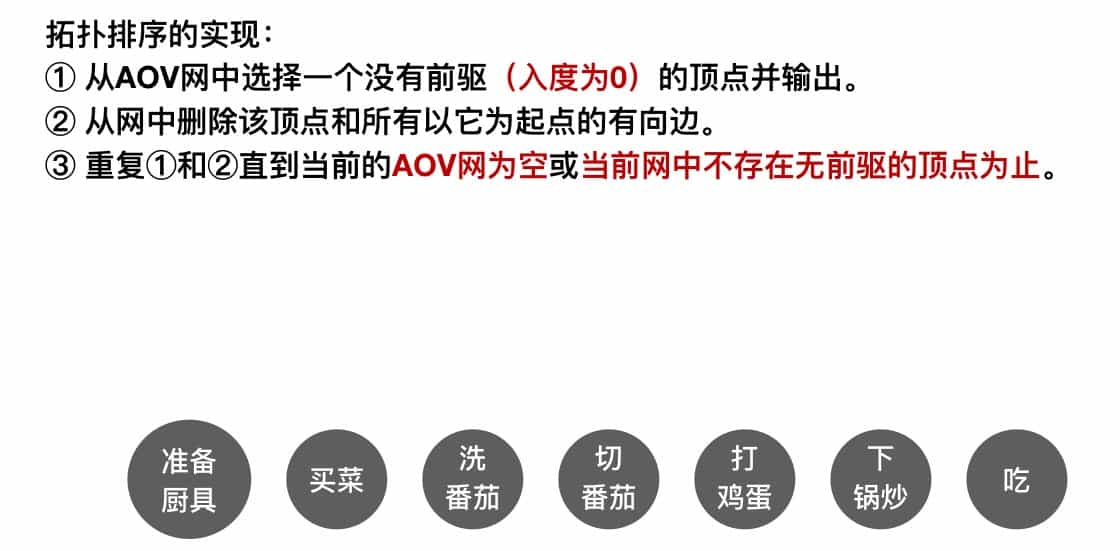 拓扑排序的实现：
① 从AOV网中选择一个没有前驱（入度为0）的顶点并输出。
② 从网中删除该顶点和所有以它为起点的有向边。
③ 重复①和②直到当前的AOV网为空或当前网中不存在无前驱的顶点为止。
准备
厨具
买菜
洗
番茄
切
番茄
打
鸡蛋
下
锅炒
吃